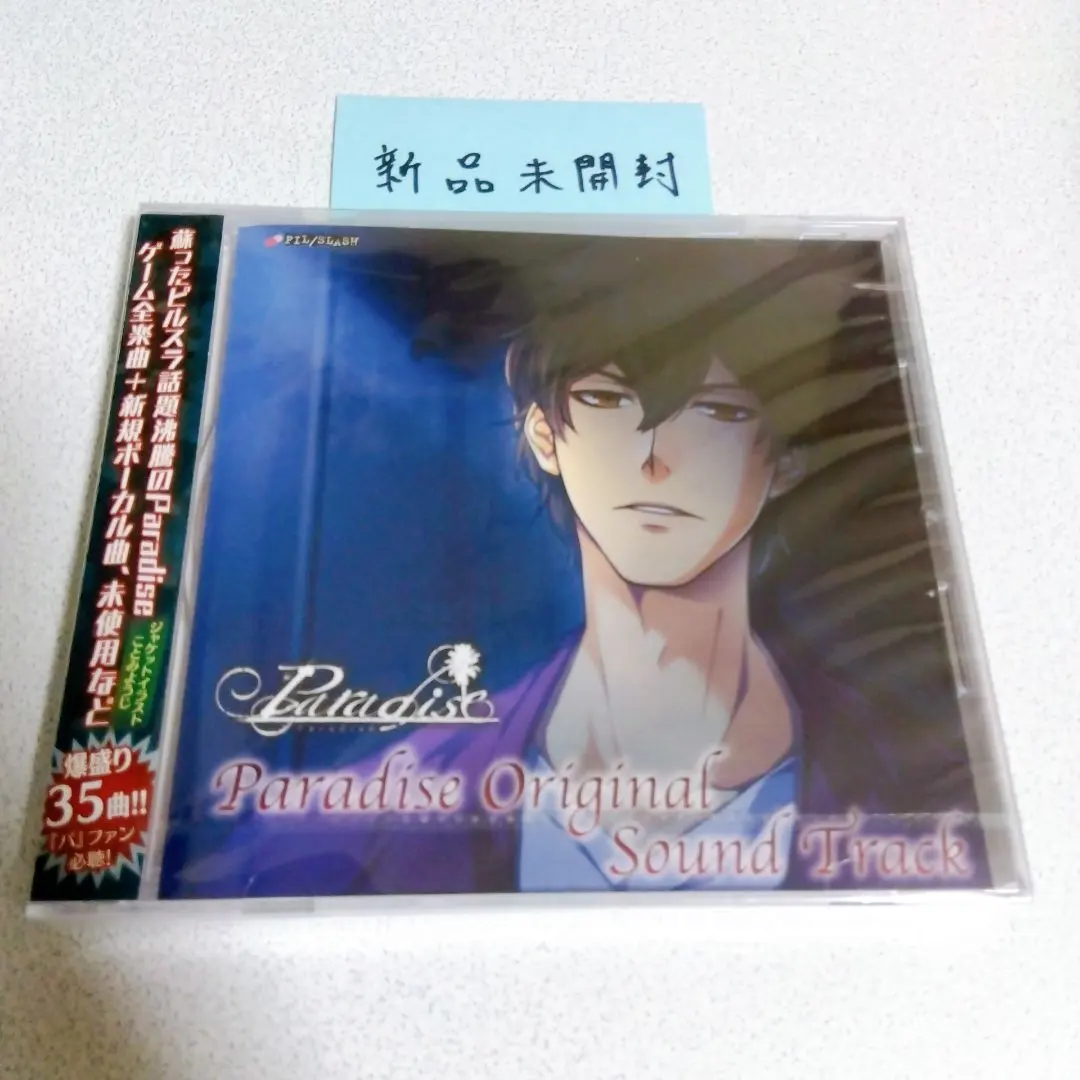 新品未開封
PIL/SLASH
蘇ったピルスラ話題沸騰のParadise
ゲーム全楽曲+新規ボーカル曲、未使用など
ジャケットイラスト
ことみようじ
爆盛り
35曲!!
「パ」ファン
必聴!
Paradise
Paradise Original
Sound Track